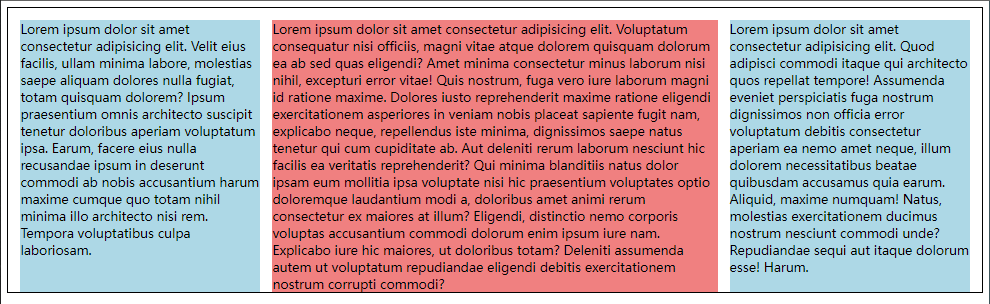 Lorem ipsum dolor sit amet
consectetur adipisicing elit. Velit eius
facilis, ullam minima labore, molestias
saepe aliquam dolores nulla fugiat,
totam quisquam dolorem? Ipsum
praesentium omnis architecto suscipit
tenetur doloribus aperiam voluptatum
ipsa. Earum, facere eius nulla
recusandae ipsum in deserunt
commodi ab nobis accusantium harum
maxime cumque quo totam nihil
minima illo architecto nisi rem.
Tempora voluptatibus culpa
laboriosam.
Lorem ipsum dolor sit amet consectetur adipisicing elit. Voluptatum
consequatur nisi officiis, magni vitae atque dolorem quisquam dolorum
ea ab sed quas eligendi? Amet minima consectetur minus laborum nisi
nihil, excepturi error vitae! Quis nostrum, fuga vero iure laborum magni
id ratione maxime. Dolores iusto reprehenderit maxime ratione eligendi
exercitationem asperiores in veniam nobis placeat sapiente fugit nam,
explicabo neque, repellendus iste minima, dignissimos saepe natus
tenetur qui cum cupiditate ab. Aut deleniti rerum laborum nesciunt hic
facilis ea veritatis reprehenderit? Qui minima blanditiis natus dolor
ipsam eum mollitia ipsa voluptate nisi hic praesentium voluptates optio
doloremque laudantium modi a, doloribus amet animi rerum
consectetur ex maiores at illum? Eligendi, distinctio nemo corporis
voluptas accusantium commodi dolorum enim ipsum iure nam.
Explicabo iure hic maiores, ut doloribus totam? Deleniti assumenda
autem ut voluptatum repudiandae eligendi debitis exercitationem
nostrum corrupti commodi?
Lorem ipsum dolor sit amet
consectetur adipisicing elit. Quod
adipisci commodi itaque qui architecto
quos repellat tempore! Assumenda
eveniet perspiciatis fuga nostrum
dignissimos non officia error
voluptatum debitis consectetur
aperiam ea nemo amet neque, illum
dolorem necessitatibus beatae
quibusdam accusamus quia earum.
Aliquid, maxime numquam! Natus,
molestias exercitationem ducimus
nostrum nesciunt commodi unde?
Repudiandae sequi aut itaque dolorum
esse! Harum.